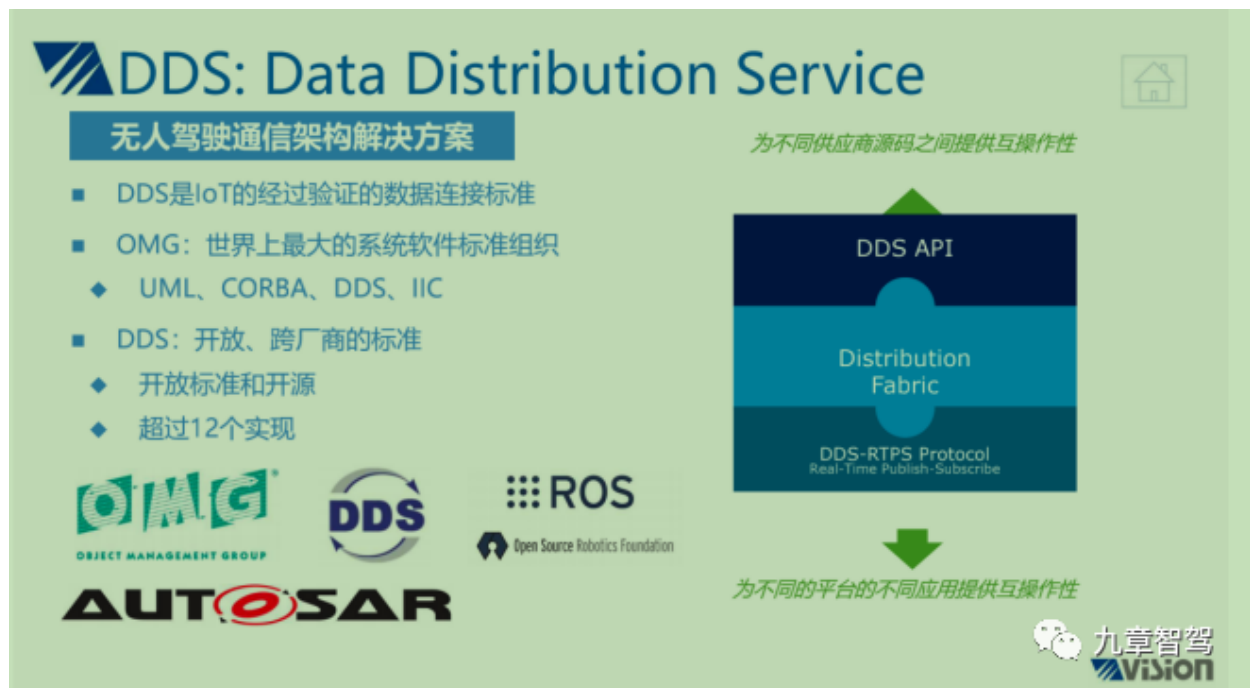 DDS: Data Distribution Service
无人驾驶通信架构解决方案
DDS是IoT的经过验证的数据连接标准
OMG：世界上最大的系统软件标准组织
UML、CORBA、DDS、IIC
DDS：开放、跨厂商的标准
开放标准和开源
超过12个实现
OMG
OBJECT MANAGEMENT GROUP
DDS
ROS
Open Source Robotics Foundation
AUTOSAR
为不同供应商源码之间提供互操作性
DDS API
Distribution
Fabric
DDS-RTPS Protocol
Real-Time Publish-Subscribe
为不同的平台的不同应用提供互操作性
九章智驾
Vision